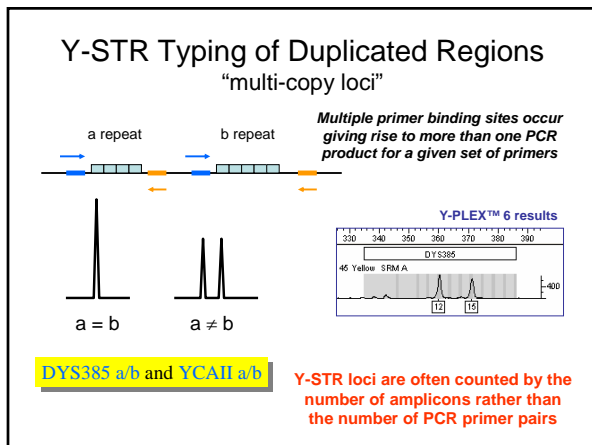 Y-STR Typing of Duplicated Regions
“multi-copy loci”
Multiple primer binding sites occur
giving rise to more than one PCR
product for a given set of primers
a repeat
b repeat
Y-PLEX™ 6 results
330 340 350 360 370 380 390
DYS385
45 Yellow SRM A
400
12 15
a = b
a ≠ b
DYS385 a/b and YCAII a/b
Y-STR loci are often counted by the
number of amplicons rather than
the number of PCR primer pairs